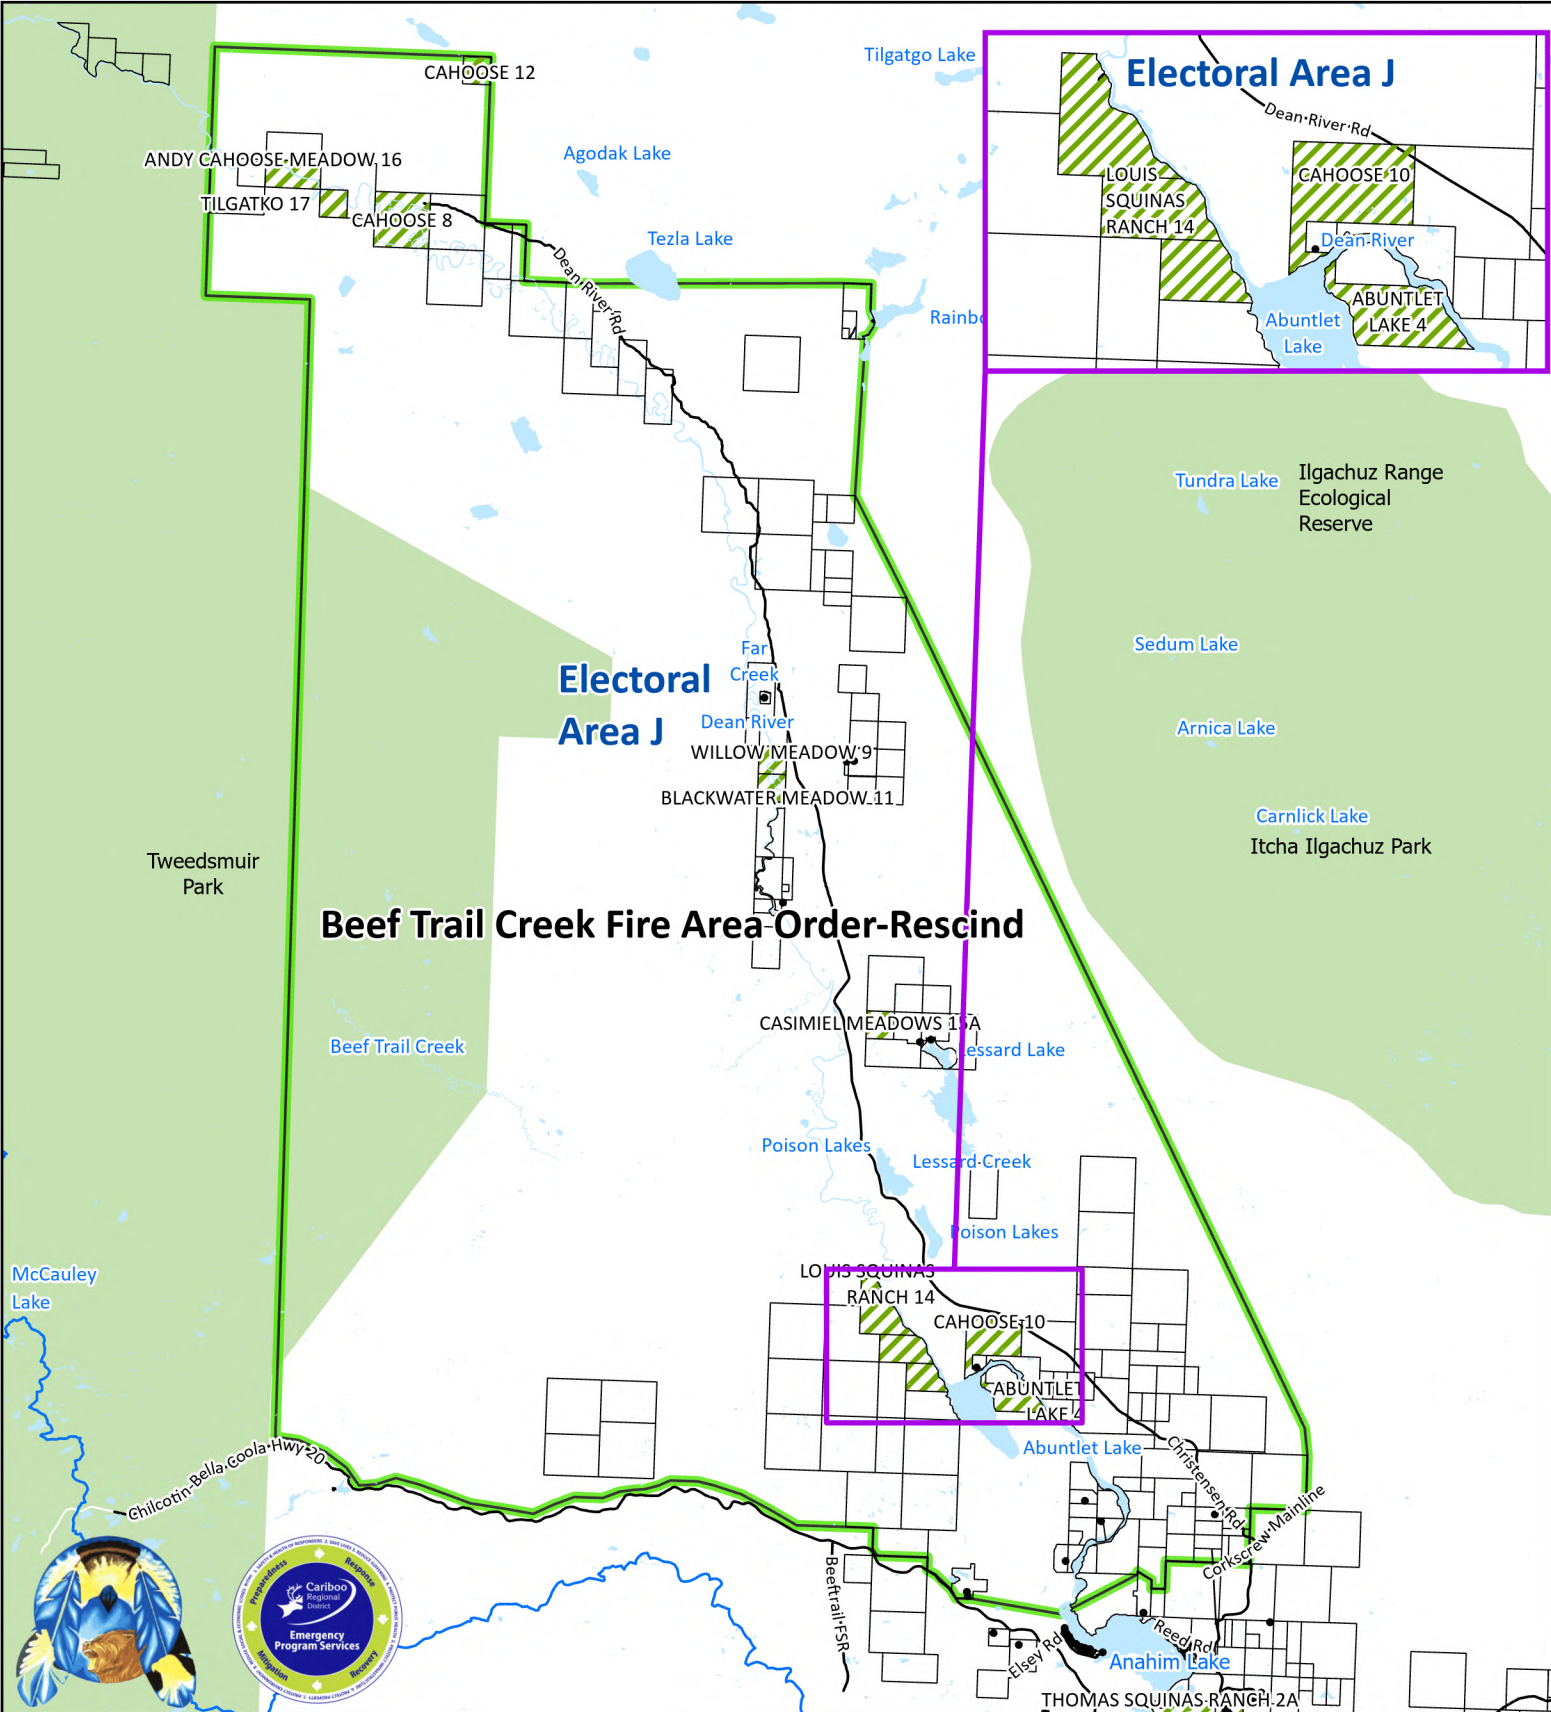 Tilgatgo Lake
Electoral Area J
CAHOOSE 12
Dean River Rd
ANDY CAHOOSE MEADOW 16
Agodak Lake
LOUIS
SQUINAS
RANCH 14
CAHOOSE 10
TILGATKO 17
CAHOOSE 8
Tezla Lake
Dean River
Dean River Rd
ABUNTLET
LAKE 4
Abuntlet
Lake
Rainbo
Tundra Lake
Ilgachuz Range
Ecological
Reserve
Sedum Lake
Far
Creek
Electoral
Area J
Dean River
Arnica Lake
WILLOW MEADOW 9
BLACKWATER MEADOW 11
Carnlick Lake
Itcha Ilgachuz Park
Tweedsmuir
Park
Beef Trail Creek Fire Area Order-Rescind
CASIMIEL MEADOWS 15A
Beef Trail Creek
Lessard Lake
Poison Lakes
Lessard Creek
Poison Lakes
McCauley
Lake
LOUIS SQUINAS
RANCH 14
CAHOOSE 10
ABUNTLET
LAKE 4
Abuntlet Lake
Christensen Rd
Chilcotin-Bella Coola Hwy 20
Corkscrew Mainline
Beeftrail FSR
Preparedness
Response
Cariboo
Regional
District
Emergency
Program Services
Mitigation
Recovery
Elsey Rd
Reed Rd
Anahim Lake
THOMAS SQUINAS RANCH 2A